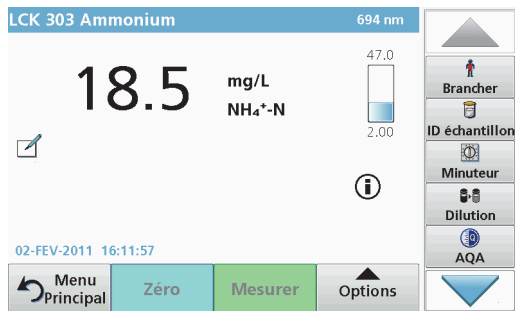 LCK 303 Ammonium 694 nm
47.0
18.5 mg/L
NH₄⁺-N
2.00
02-FEV-2011 16:11:57
Menu Principal
Zéro
Mesurer
Options
Brancher
ID échantillon
Minuteur
Dilution
AQA